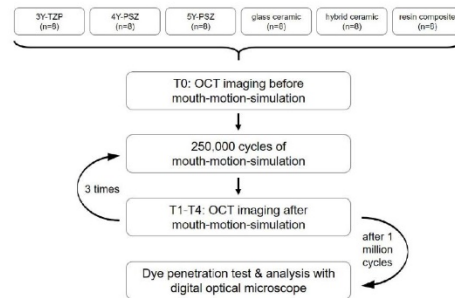 3Y-TZP
(n=8)
4Y-PSZ
(n=8)
5Y-PSZ
(n=8)
glass ceramic
(n=8)
hybrid ceramic
(n=8)
resin composite
(n=8)
T0: OCT imaging before
mouth-motion-simulation
250,000 cycles of
mouth-motion-simulation
3 times
T1-T4: OCT imaging after
mouth-motion-simulation
after 1
million
cycles
Dye penetration test & analysis with
digital optical microscope